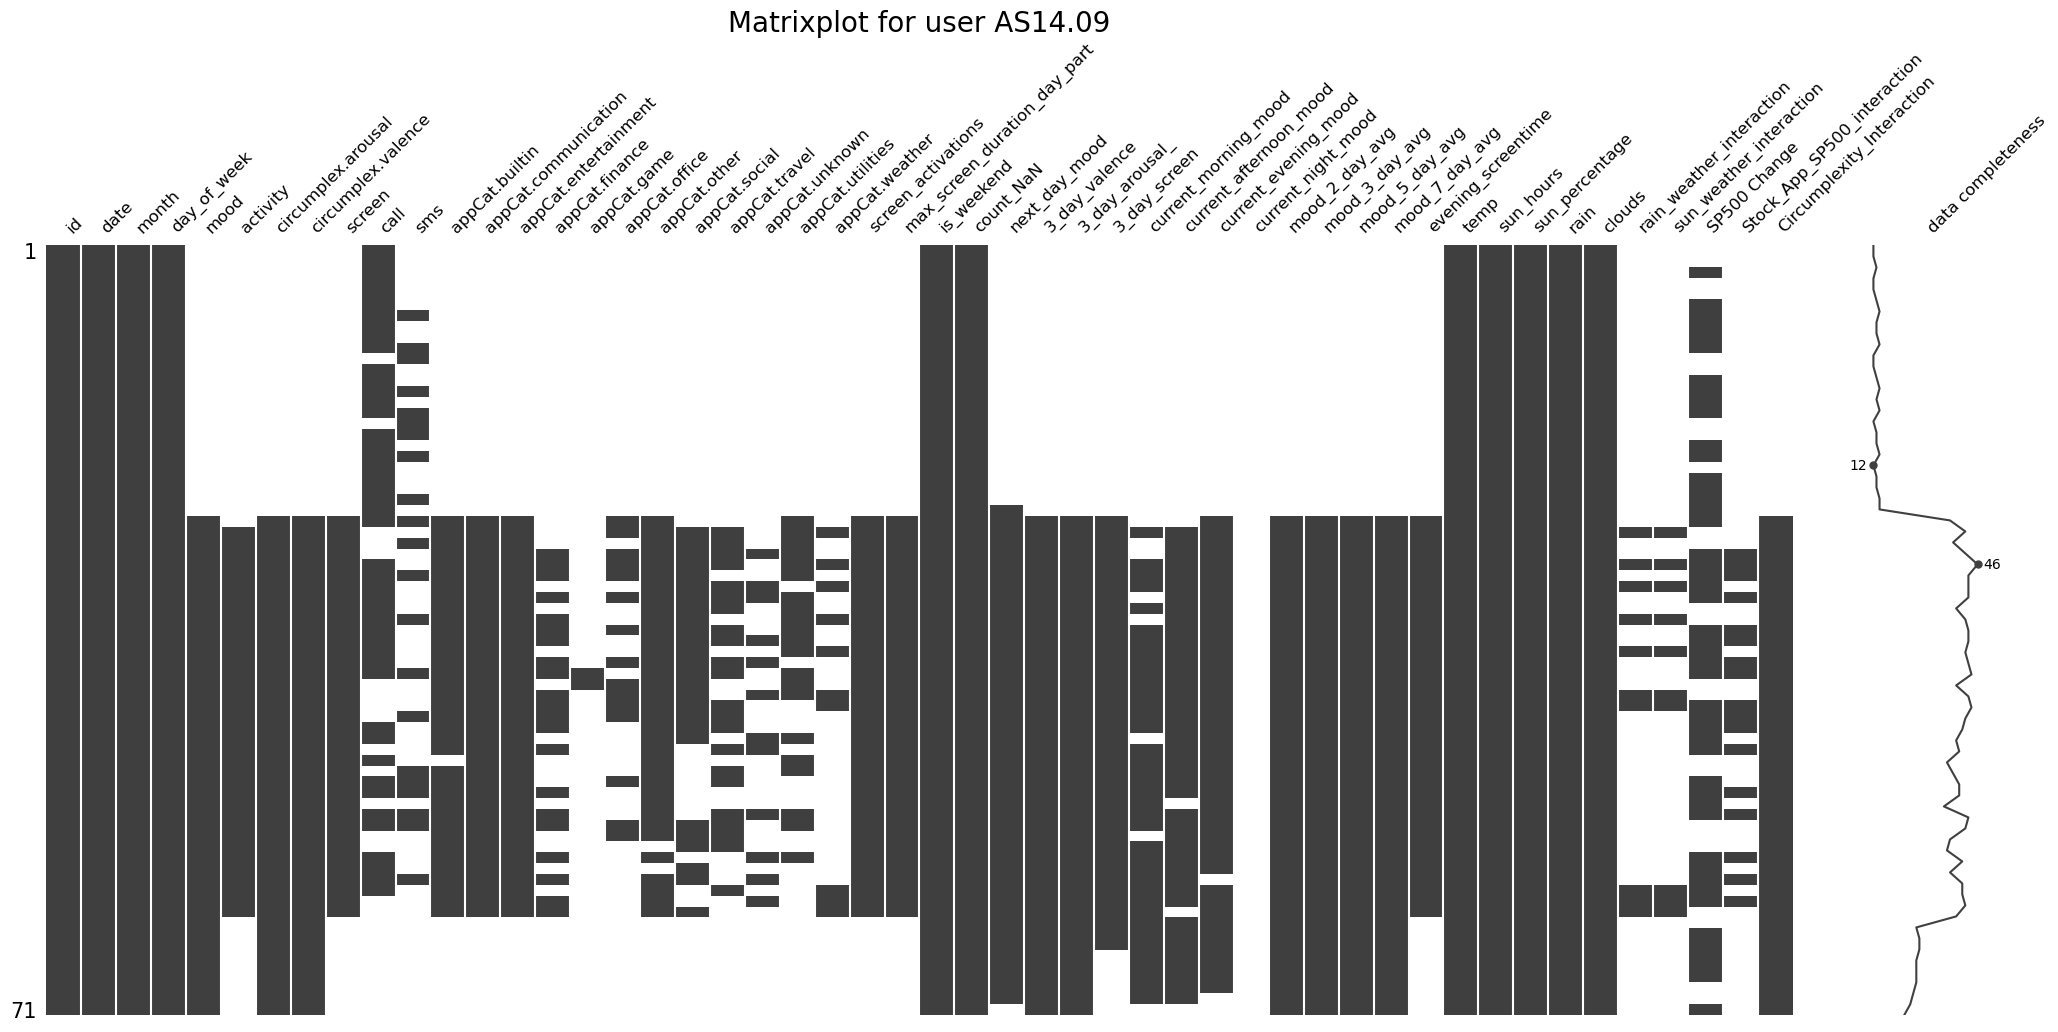 Matrixplot for user AS14.09
id
date
month
day_of_week
mood
activity
circumplex.arousal
circumplex.valence
screen
call
sms
appCat.builtin
appCat.communication
appCat.entertainment
appCat.finance
appCat.game
appCat.office
appCat.other
appCat.social
appCat.travel
appCat.unknown
appCat.utilities
appCat.weather
screen_activations
max_screen_duration_day_part
is_weekend
count_NaN
next_day_mood
3_day_valence
3_day_arousal_
3_day_screen
current_morning_mood
current_afternoon_mood
current_evening_mood
current_night_mood
mood_2_day_avg
mood_3_day_avg
mood_5_day_avg
mood_7_day_avg
evening_screentime
temp
sun_hours
sun_percentage
rain
clouds
rain_weather_interaction
sun_weather_interaction
SP500 Change
Stock_App_SP500_interaction
Circumplexity_Interaction
data completeness
1
12
46
71